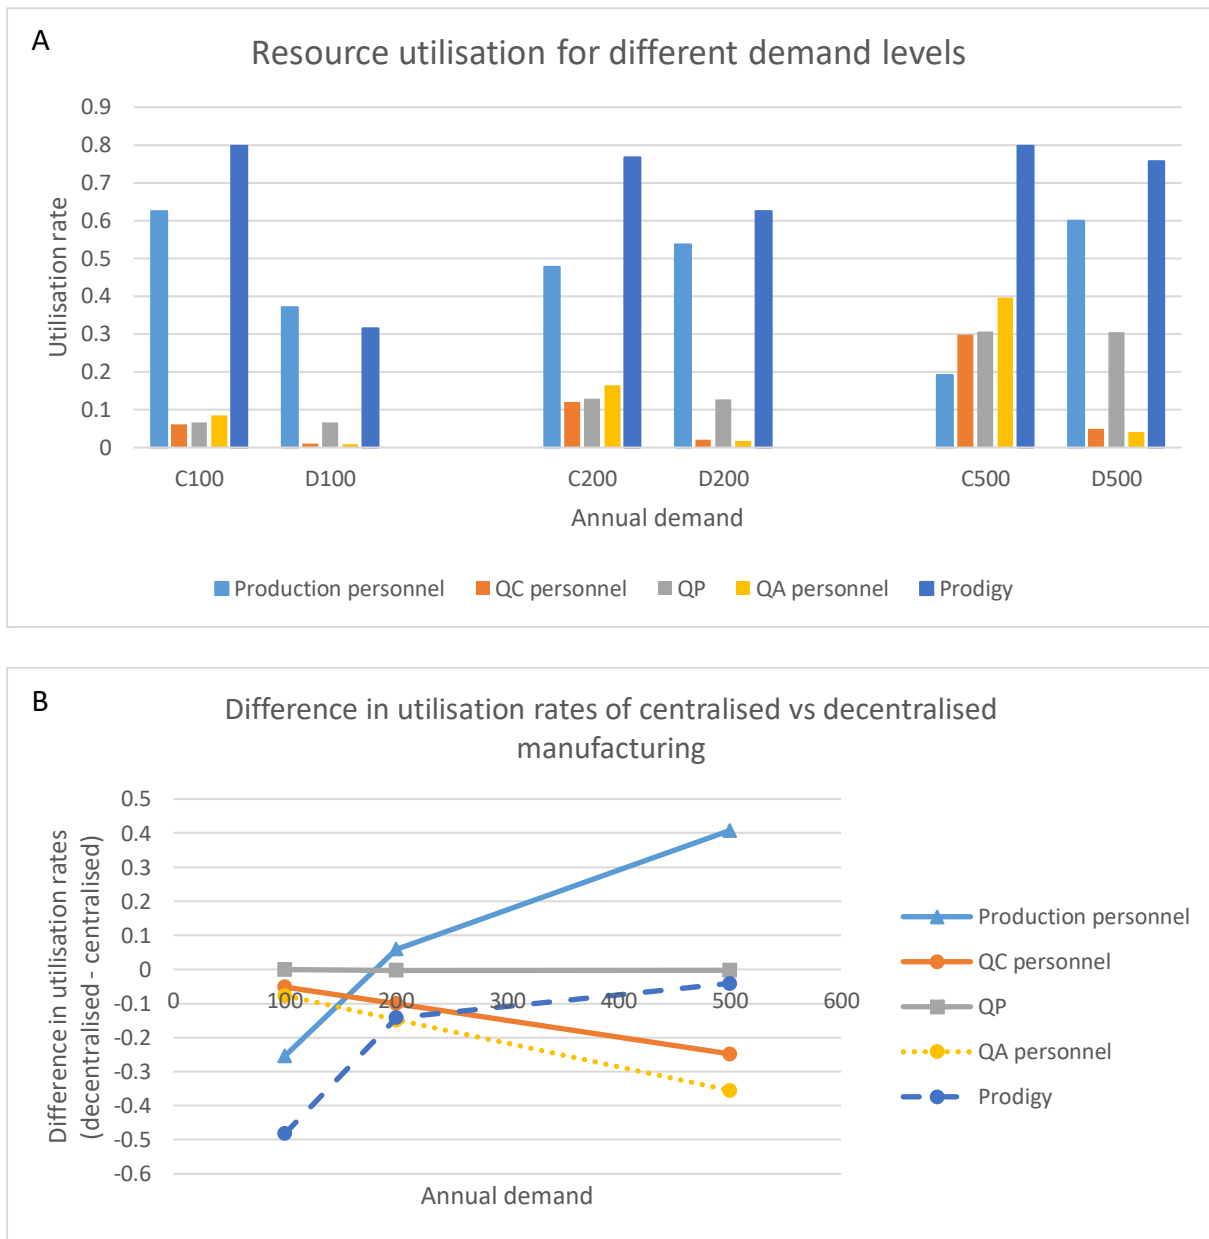 A
Resource utilisation for different demand levels
0.9
0.8
0.7
0.6
0.5
0.4
0.3
0.2
0.1
0
Utilisation rate
C100 D100 C200 D200 C500 D500
Annual demand
Production personnel QC personnel QP QA personnel Prodigy
B
Difference in utilisation rates of centralised vs decentralised
manufacturing
0.5
0.4
0.3
0.2
0.1
0
-0.1
-0.2
-0.3
-0.4
-0.5
-0.6
Difference in utilisation rates
(decentralised - centralised)
0 100 200 300 400 500 600
Annual demand
Production personnel
QC personnel
QP
QA personnel
Prodigy